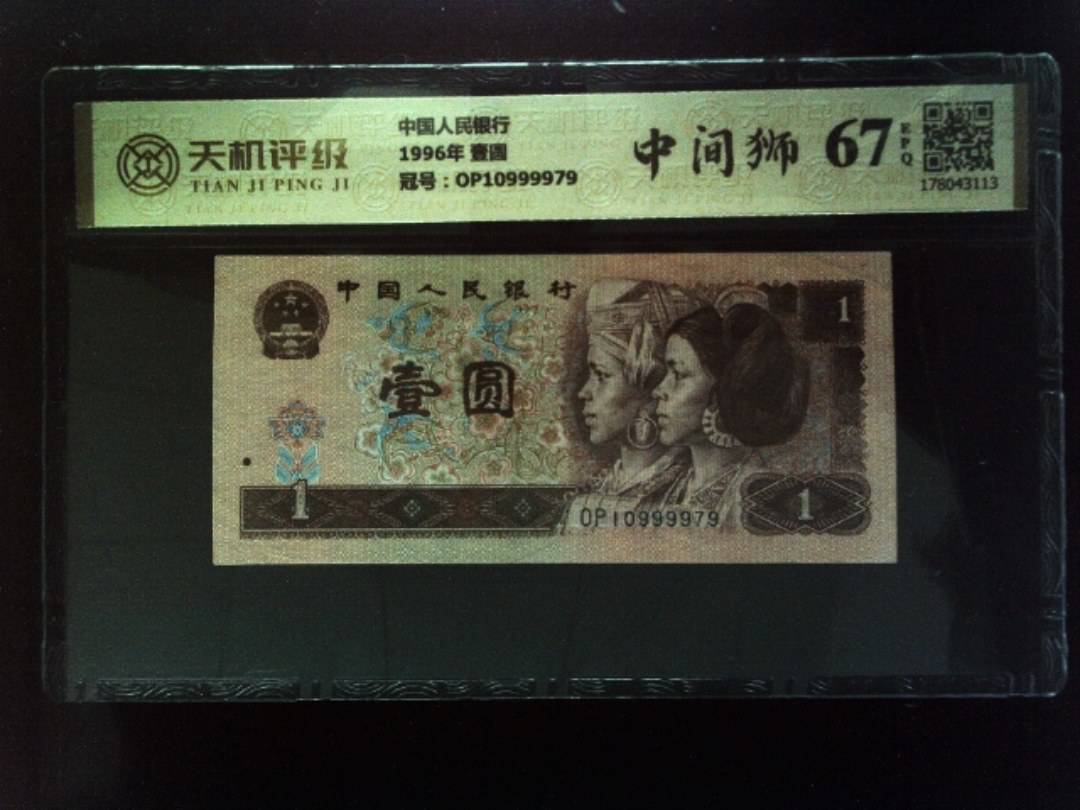 天机评级
TIAN JI PING JI
中国人民银行
1996年 壹圆
冠号：OP10999979
中间狮 67 EPQ
178043113
中国人民银行
1
壹圆
1
OP10999979
1